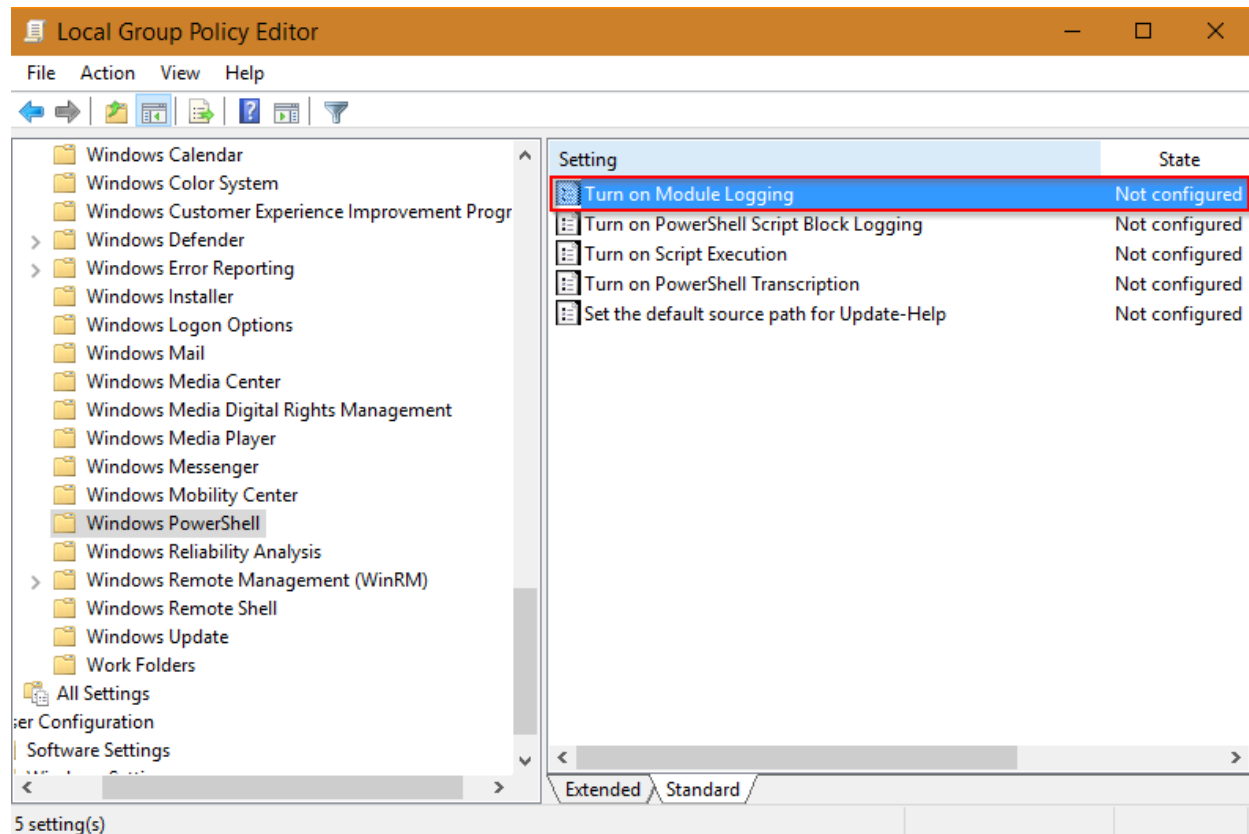 Local Group Policy Editor
File Action View Help
Windows Calendar
Windows Color System
Windows Customer Experience Improvement Progr
Windows Defender
Windows Error Reporting
Windows Installer
Windows Logon Options
Windows Mail
Windows Media Center
Windows Media Digital Rights Management
Windows Media Player
Windows Messenger
Windows Mobility Center
Windows PowerShell
Windows Reliability Analysis
Windows Remote Management (WinRM)
Windows Remote Shell
Windows Update
Work Folders
All Settings
ser Configuration
Software Settings
Setting State
Turn on Module Logging Not configured
Turn on PowerShell Script Block Logging Not configured
Turn on Script Execution Not configured
Turn on PowerShell Transcription Not configured
Set the default source path for Update-Help Not configured
Extended Standard
5 setting(s)